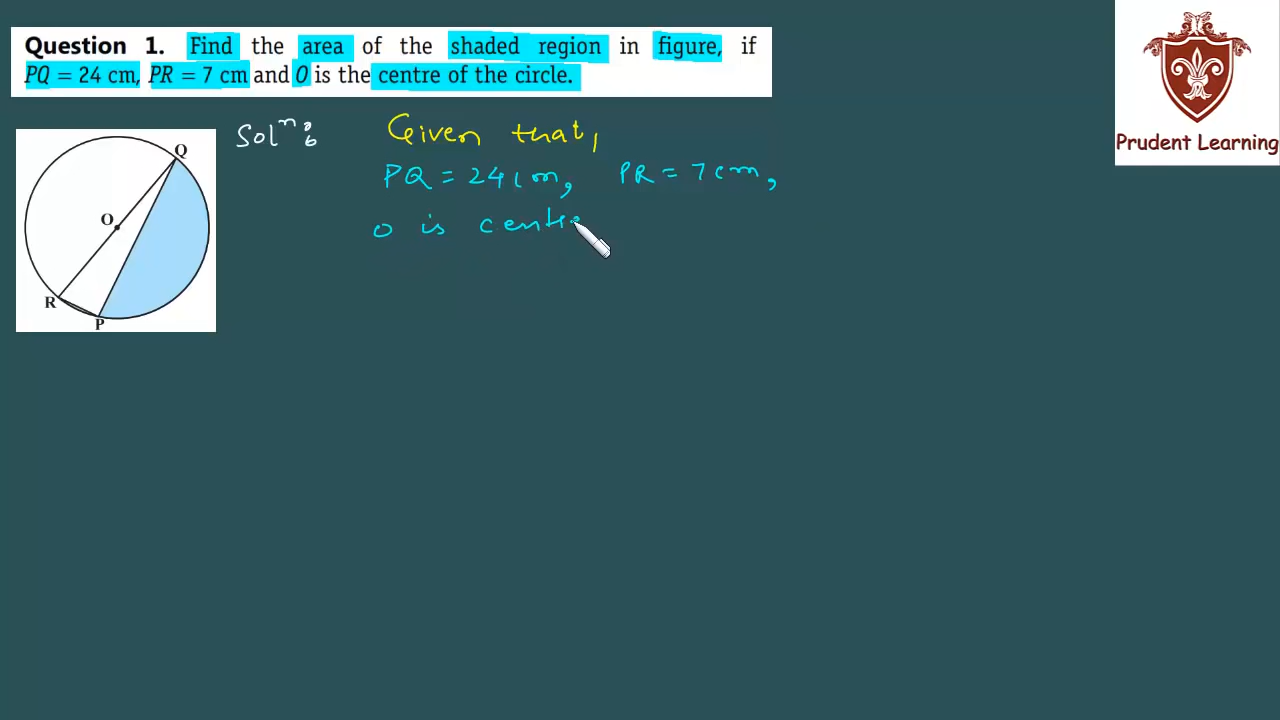 Question 1. Find the area of the shaded region in figure, if
PQ = 24 cm, PR = 7 cm and O is the centre of the circle.
Prudent Learning
Solⁿ:
Given that,
PQ = 24 cm, PR = 7 cm,
O is centre
Q
O
R
P